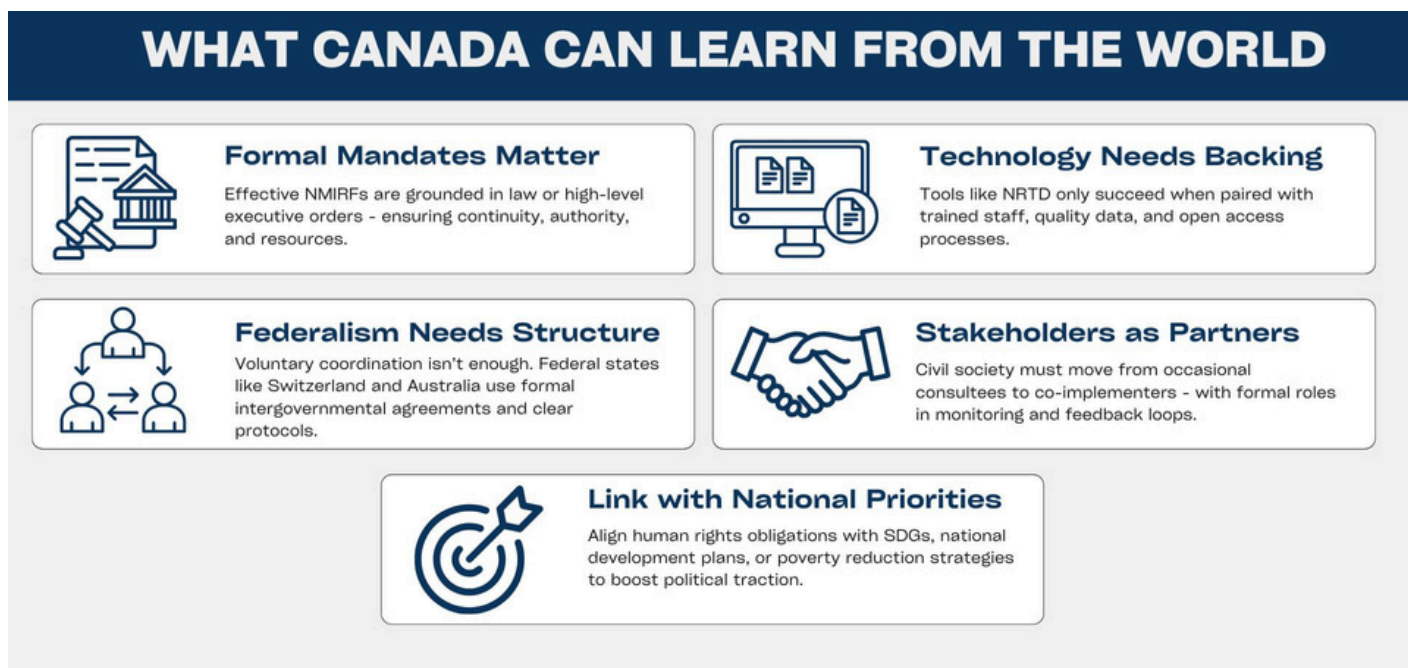 WHAT CANADA CAN LEARN FROM THE WORLD
Formal Mandates Matter
Effective NMIRFs are grounded in law or high-level
executive orders - ensuring continuity, authority,
and resources.
Technology Needs Backing
Tools like NRTD only succeed when paired with
trained staff, quality data, and open access
processes.
Federalism Needs Structure
Voluntary coordination isn't enough. Federal states
like Switzerland and Australia use formal
intergovernmental agreements and clear
protocols.
Stakeholders as Partners
Civil society must move from occasional
consultees to co-implementers - with formal roles
in monitoring and feedback loops.
Link with National Priorities
Align human rights obligations with SDGs, national
development plans, or poverty reduction strategies
to boost political traction.